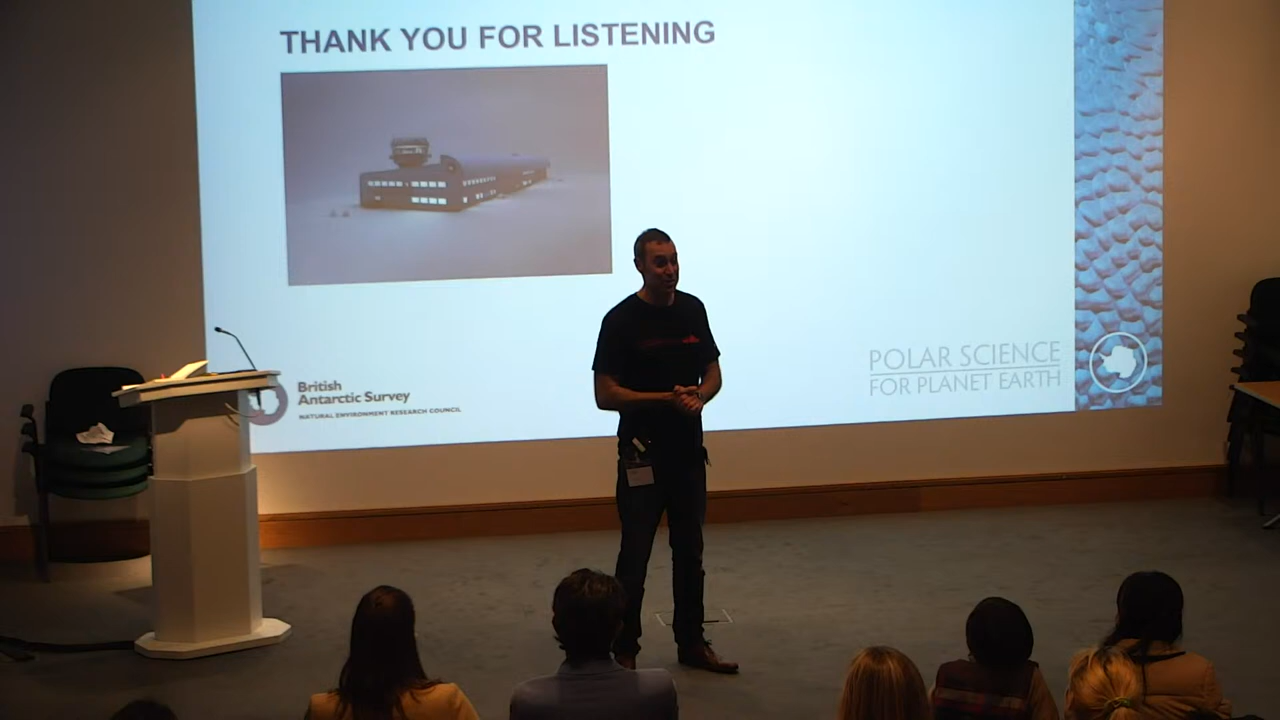 THANK YOU FOR LISTENING
British
Antarctic Survey
NATURAL ENVIRONMENT RESEARCH COUNCIL
POLAR SCIENCE
FOR PLANET EARTH